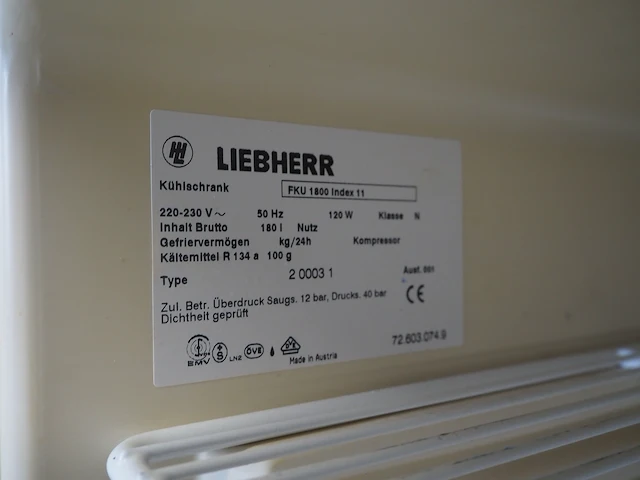 LIEBHERR
Kühlschrank FKU 1800 Index 11
220-230 V ~ 50 Hz 120 W Klasse N
Inhalt Brutto 180 l Nutz
Gefriervermögen kg/24h Kompressor
Kältemittel R 134 a 100 g
Type 2 0003 1 Ausf. 001
Zul. Betr. Überdruck Saugs. 12 bar, Drucks. 40 bar CE
Dichtheit geprüft
72.603.074.9
EMV S LN2 ÖVE Made in Austria